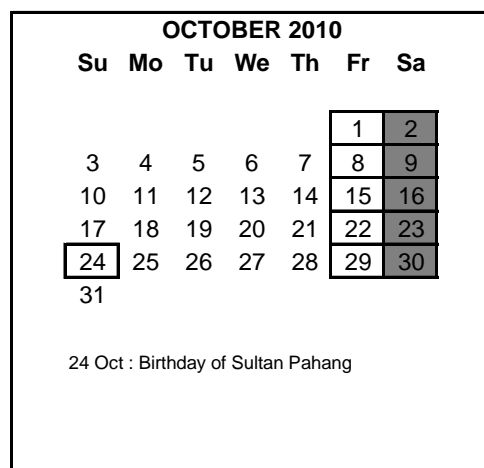 OCTOBER 2010
Su Mo Tu We Th Fr Sa
1 2
3 4 5 6 7 8 9
10 11 12 13 14 15 16
17 18 19 20 21 22 23
24 25 26 27 28 29 30
31
24 Oct : Birthday of Sultan Pahang